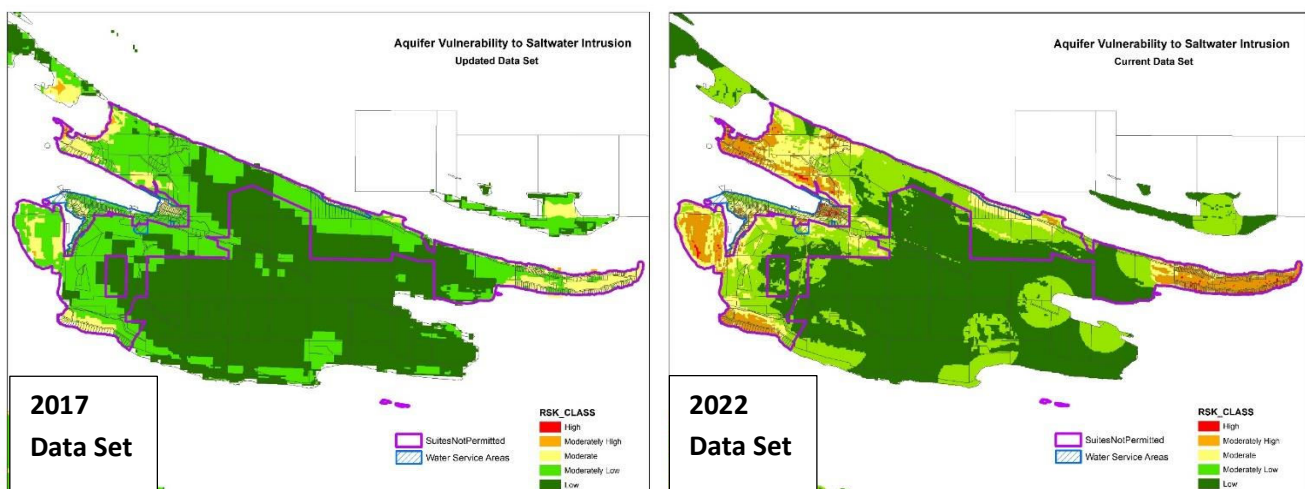 Aquifer Vulnerability to Saltwater Intrusion
Updated Data Set
2017
Data Set
SuitesNotPermitted
Water Service Areas
RSK_CLASS
High
Moderately High
Moderate
Moderately Low
Low
Aquifer Vulnerability to Saltwater Intrusion
Current Data Set
2022
Data Set
SuitesNotPermitted
Water Service Areas
RSK_CLASS
High
Moderately High
Moderate
Moderately Low
Low